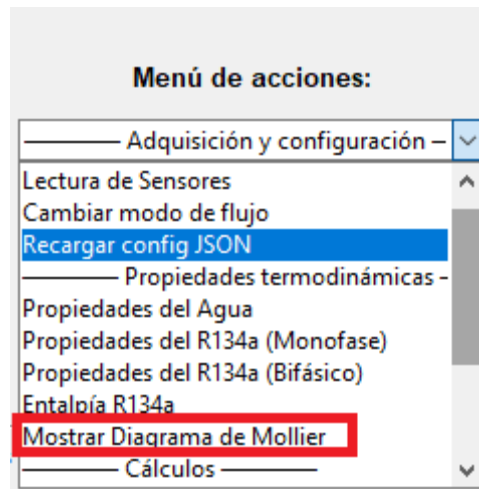 Menú de acciones:
———— Adquisición y configuración –
Lectura de Sensores
Cambiar modo de flujo
Recargar config JSON
———— Propiedades termodinámicas -
Propiedades del Agua
Propiedades del R134a (Monofase)
Propiedades del R134a (Bifásico)
Entalpía R134a
Mostrar Diagrama de Mollier
———— Cálculos —————